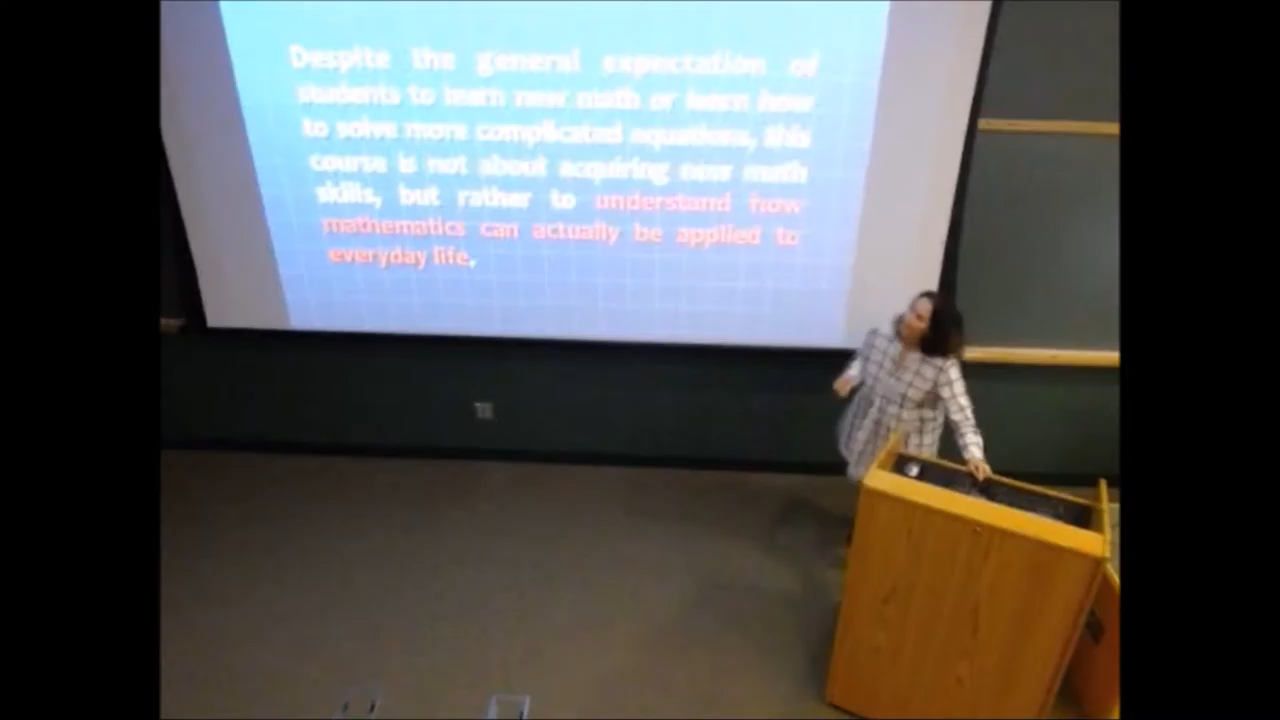 Despite the general expectation of
students to learn new math or learn how
to solve more complicated equations, this
course is not about acquiring new math
skills, but rather to understand how
mathematics can actually be applied to
everyday life.